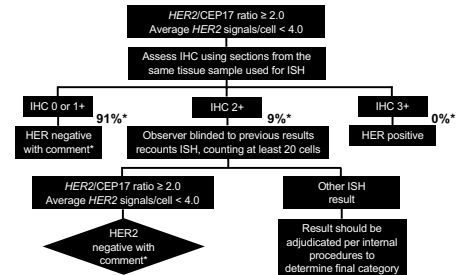 HER2/CEP17 ratio ≥ 2.0
Average HER2 signals/cell < 4.0
Assess IHC using sections from the
same tissue sample used for ISH
IHC 0 or 1+
91%*
IHC 2+
9%*
IHC 3+
0%*
HER negative
with comment*
Observer blinded to previous results
recounts ISH, counting at least 20 cells
HER positive
HER2/CEP17 ratio ≥ 2.0
Average HER2 signals/cell < 4.0
Other ISH
result
HER2
negative with
comment*
Result should be
adjudicated per internal
procedures to
determine final category